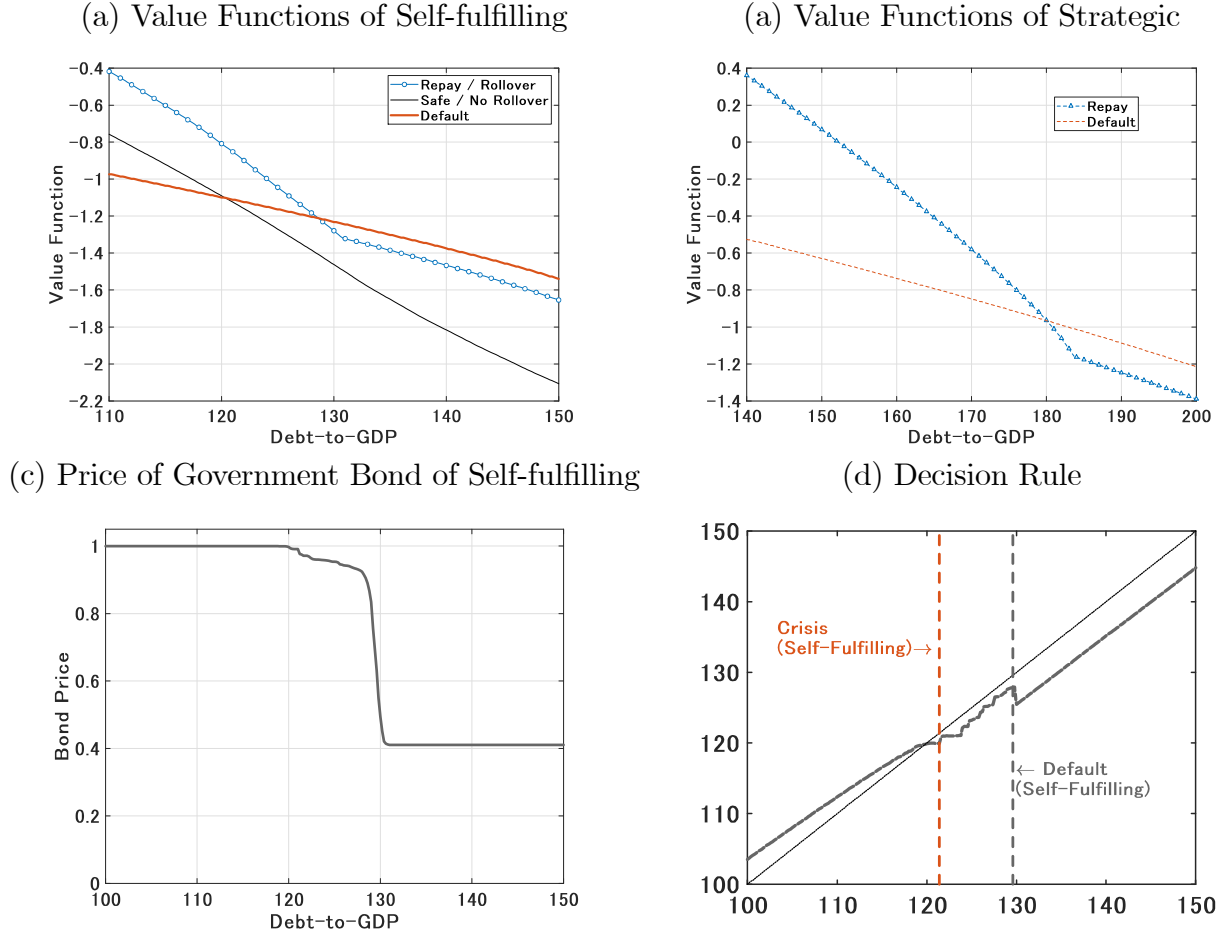 (a) Value Functions of Self-fulfilling
(a) Value Functions of Strategic
−0.4
−0.6
−0.8
−1
−1.2
−1.4
−1.6
−1.8
−2
−2.2
Value Function
Repay / Rollover
Safe / No Rollover
Default
110
120
130
140
150
Debt-to-GDP
0.4
0.2
0
−0.2
−0.4
−0.6
−0.8
−1
−1.2
−1.4
Value Function
Repay
Default
140
150
160
170
180
190
200
Debt-to-GDP
(c) Price of Government Bond of Self-fulfilling
(d) Decision Rule
1
0.8
0.6
0.4
0.2
0
Bond Price
100
110
120
130
140
150
Debt-to-GDP
150
140
130
120
110
100
Crisis
(Self-Fulfilling)→
← Default
(Self-Fulfilling)
100
110
120
130
140
150